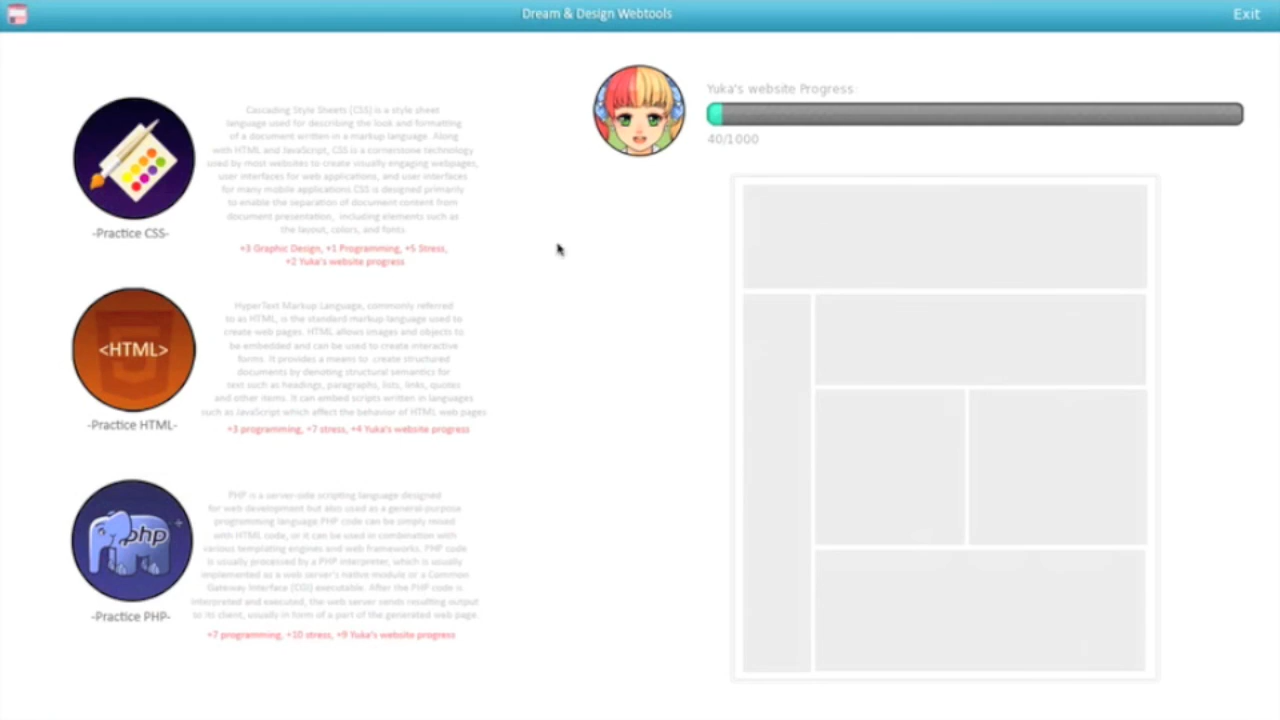 Dream & Design Webtools
Exit
Cascading Style Sheets (CSS) is a style sheet
language used for describing the look and formatting
of a document written in a markup language. Along
with HTML and JavaScript, CSS is a cornerstone technology
used by most websites to create visually engaging webpages,
user interfaces for web applications, and user interfaces
for many mobile applications CSS is designed primarily
to enable the separation of document content from
document presentation, including elements such as
the layout, colors, and fonts
-Practice CSS-
+3 Graphic Design, +1 Programming, +5 Stress,
+2 Yuka's website progress
<HTML>
HyperText Markup Language, commonly referred
to as HTML, is the standard markup language used to
create web pages. HTML allows images and objects to
be embedded and can be used to create interactive
forms. It provides a means to create structured
documents by denoting structural semantics for
text such as headings, paragraphs, lists, links, quotes
and other items. It can embed scripts written in languages
such as JavaScript which affect the behavior of HTML web pages
-Practice HTML-
+3 programming, +7 stress, +4 Yuka's website progress
php
PHP is a server-side scripting language designed
for web development but also used as a general-purpose
programming language.PHP code can be simply mixed
with HTML code, or it can be used in combination with
various templating engines and web frameworks. PHP code
is usually processed by a PHP interpreter, which is usually
implemented as a web server's native module or a Common
Gateway Interface (CGI) executable. After the PHP code is
interpreted and executed, the web server sends resulting output
to its client, usually in form of a part of the generated web page.
-Practice PHP-
+7 programming, +10 stress, +9 Yuka's website progress
Yuka's website Progress:
40/1000